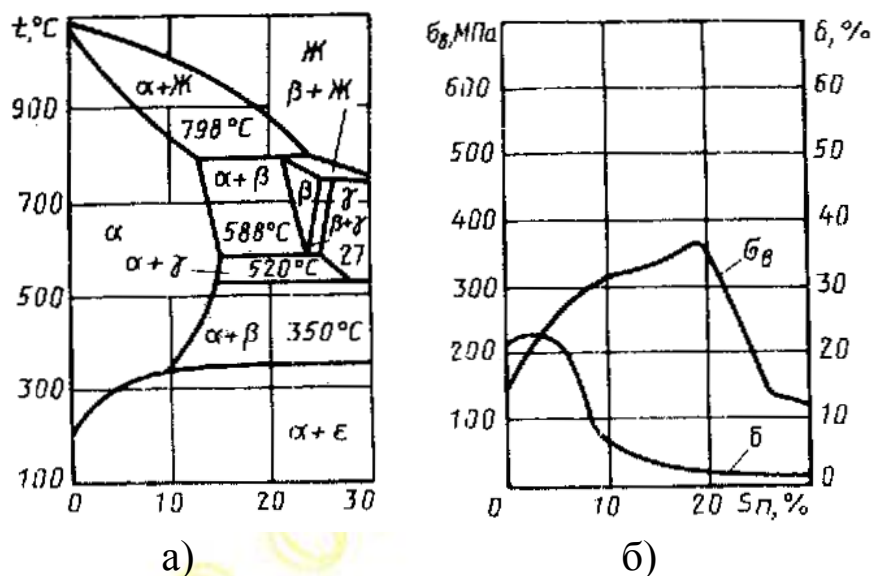 t,°C
900
700
500
300
100
0
10
20
30
α+Ж
Ж
β+Ж
798°C
α+β
β
γ
β+γ
588°C
27
α
α+γ
520°C
α+β
350°C
α+ε
а)
σв,МПа
600
500
400
300
200
100
0
10
20
Sn,%
δ,%
60
50
40
30
20
10
0
σв
δ
б)